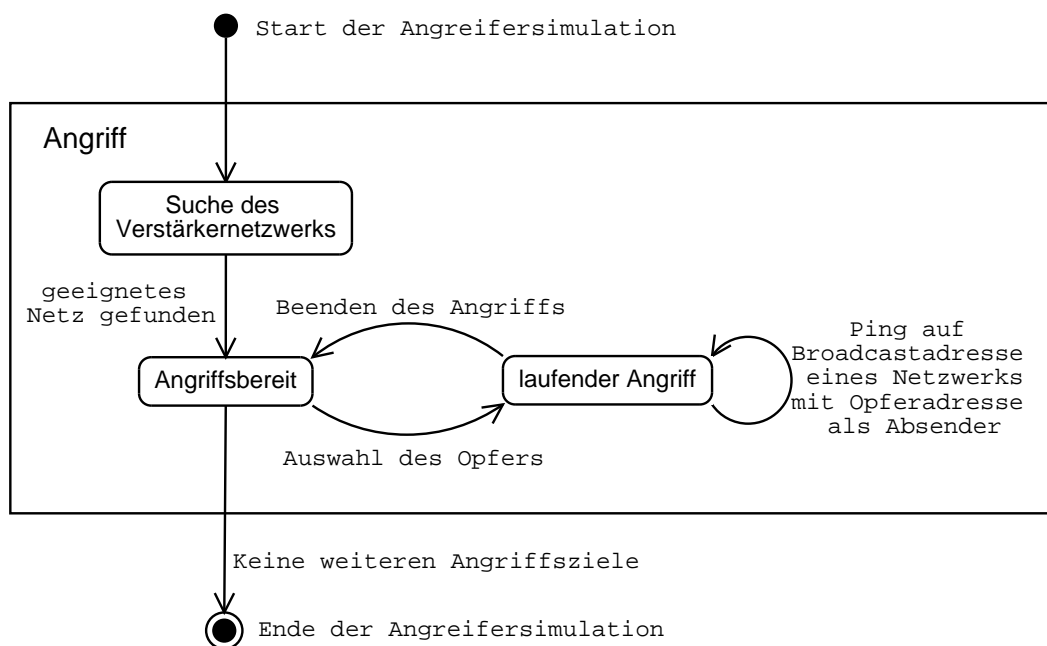 Start der Angreifersimulation
Angriff
Suche des
Verstärkernetzwerks
geeignetes
Netz gefunden
Beenden des Angriffs
Ping auf
Broadcastadresse
eines Netzwerks
mit Opferadresse
als Absender
Angriffsbereit
laufender Angriff
Auswahl des Opfers
Keine weiteren Angriffsziele
Ende der Angreifersimulation